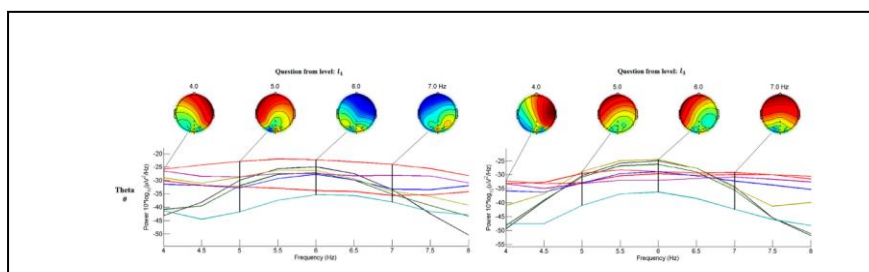 Question from level: l₁
Question from level: l₃
4.0 5.0 6.0 7.0 Hz
4.0 5.0 6.0 7.0 Hz
Theta
θ
Power 10*log₁₀(μV²/Hz)
-20
-25
-30
-35
-40
-45
-50
4 4.5 5 5.5 6 6.5 7 7.5 8
Frequency (Hz)
Power 10*log₁₀(μV²/Hz)
-25
-30
-35
-40
-45
-50
-55
4 4.5 5 5.5 6 6.5 7 7.5 8
Frequency (Hz)